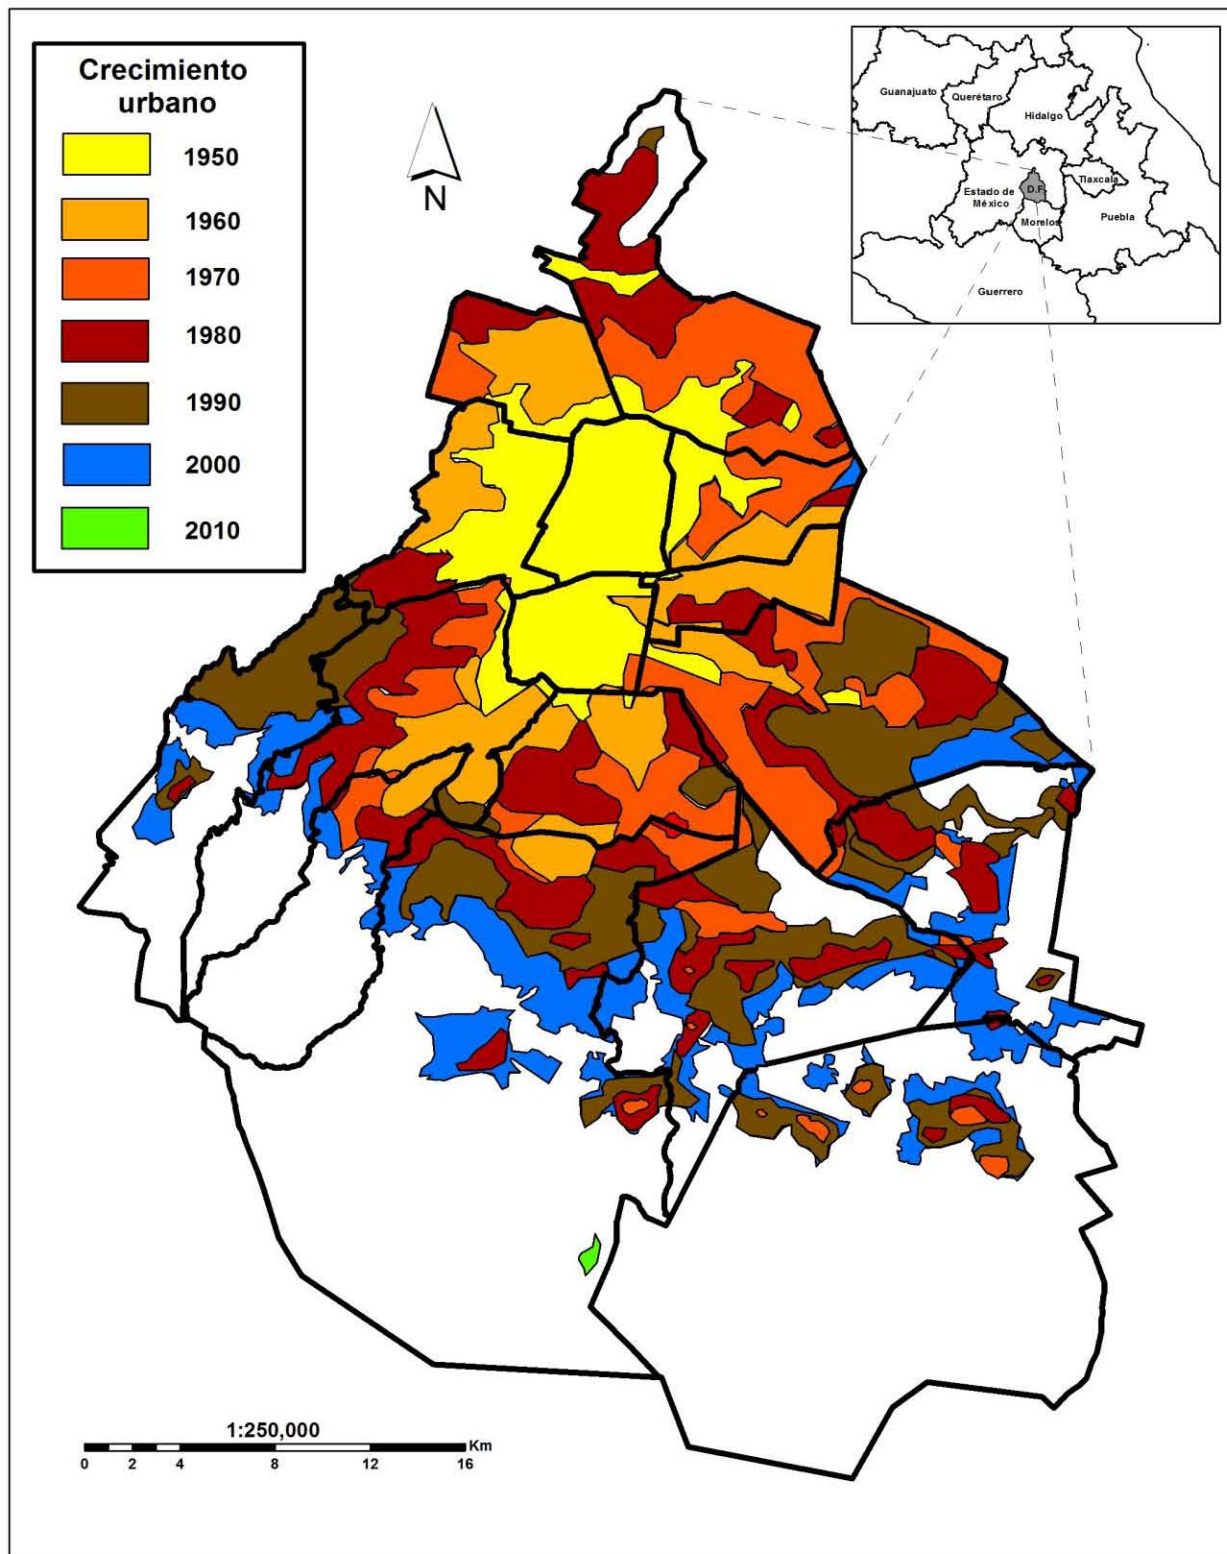 Crecimiento
urbano
1950
1960
1970
1980
1990
2000
2010
N
Guanajuato
Querétaro
Hidalgo
Estado de
México
D.F.
Tlaxcala
Morelos
Puebla
Guerrero
1:250,000
Km
0 2 4 8 12 16